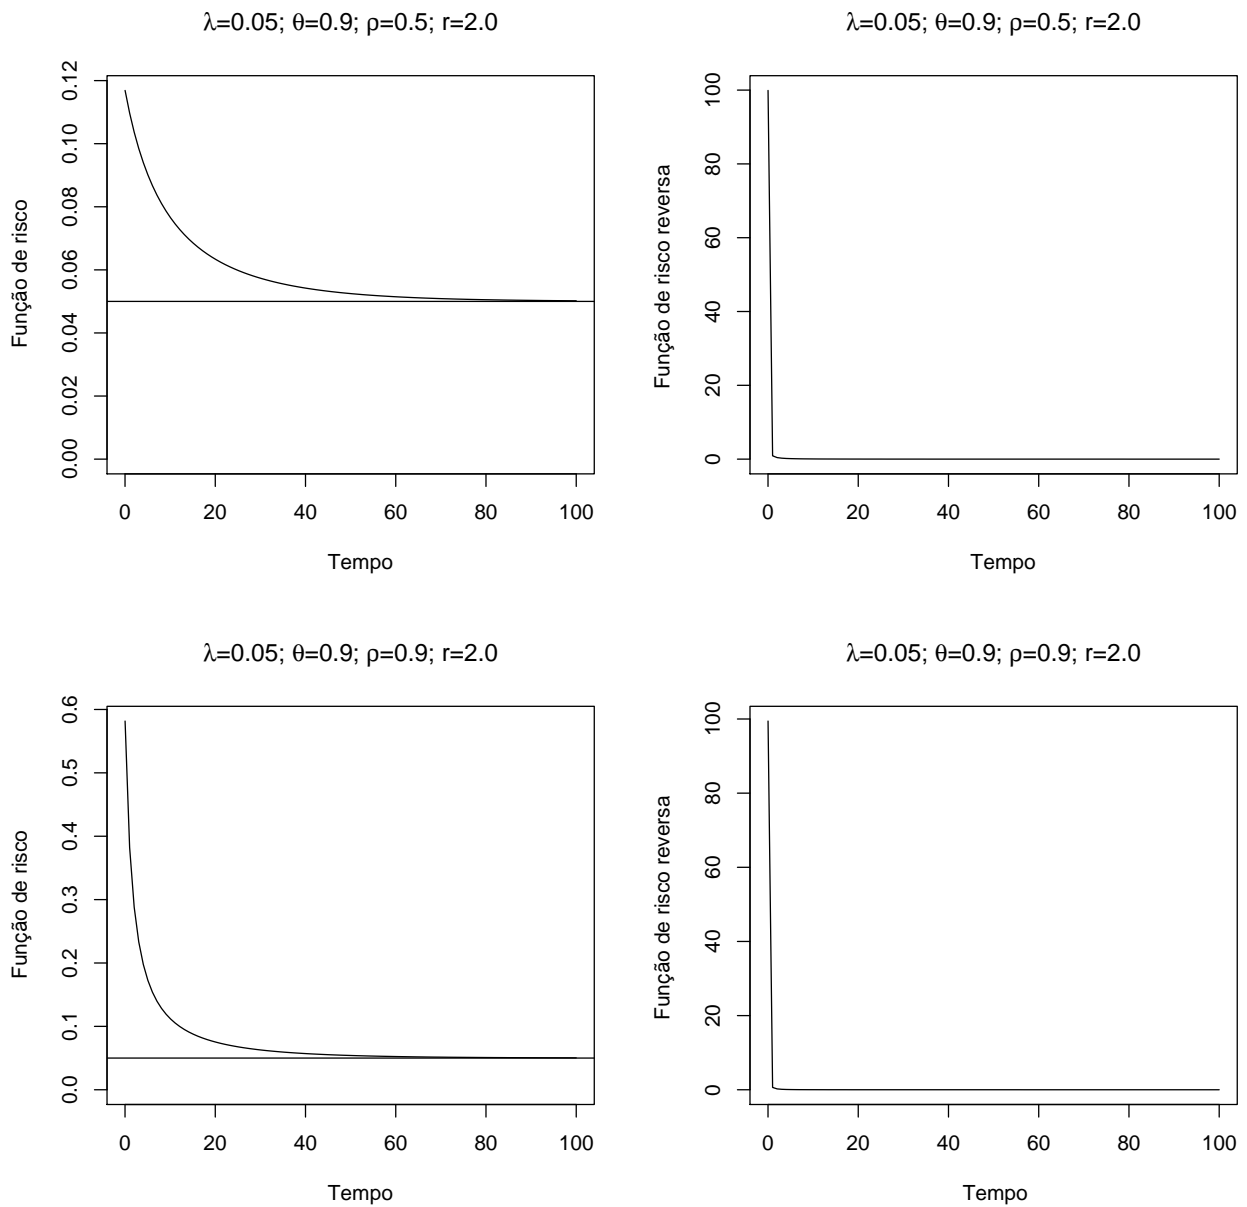 λ=0.05; θ=0.9; ρ=0.5; r=2.0
Função de risco
0.12
0.10
0.08
0.06
0.04
0.02
0.00
0 20 40 60 80 100
Tempo
λ=0.05; θ=0.9; ρ=0.5; r=2.0
Função de risco reversa
100
80
60
40
20
0
0 20 40 60 80 100
Tempo
λ=0.05; θ=0.9; ρ=0.9; r=2.0
Função de risco
0.6
0.5
0.4
0.3
0.2
0.1
0.0
0 20 40 60 80 100
Tempo
λ=0.05; θ=0.9; ρ=0.9; r=2.0
Função de risco reversa
100
80
60
40
20
0
0 20 40 60 80 100
Tempo